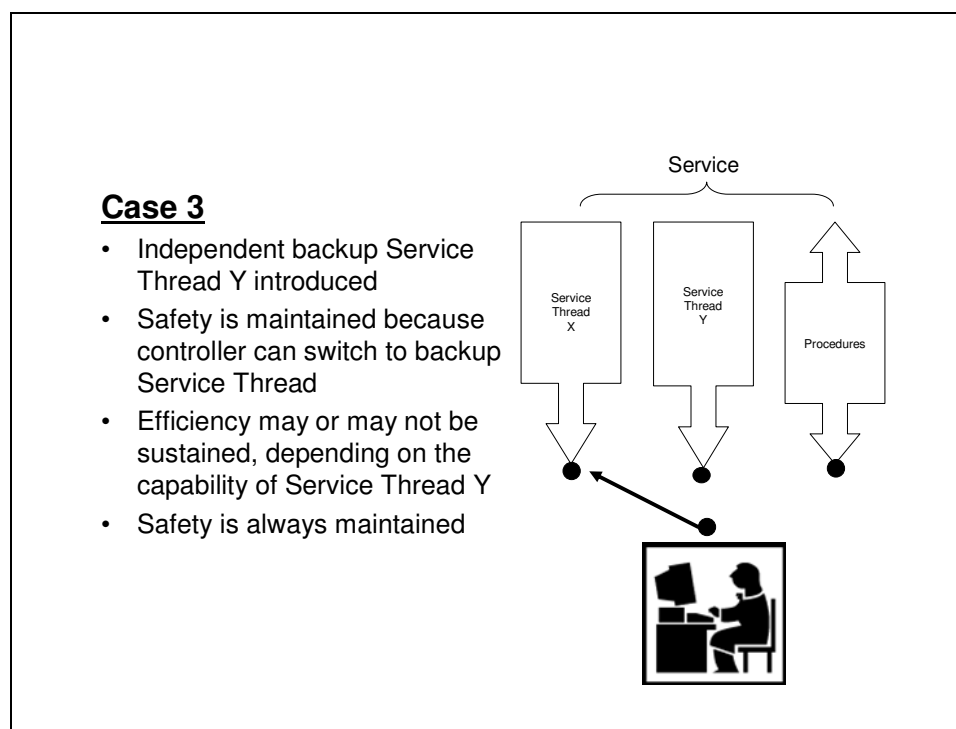 Case 3
• Independent backup Service
Thread Y introduced
• Safety is maintained because
controller can switch to backup
Service Thread
• Efficiency may or may not be
sustained, depending on the
capability of Service Thread Y
• Safety is always maintained
Service
Service
Thread
X
Service
Thread
Y
Procedures